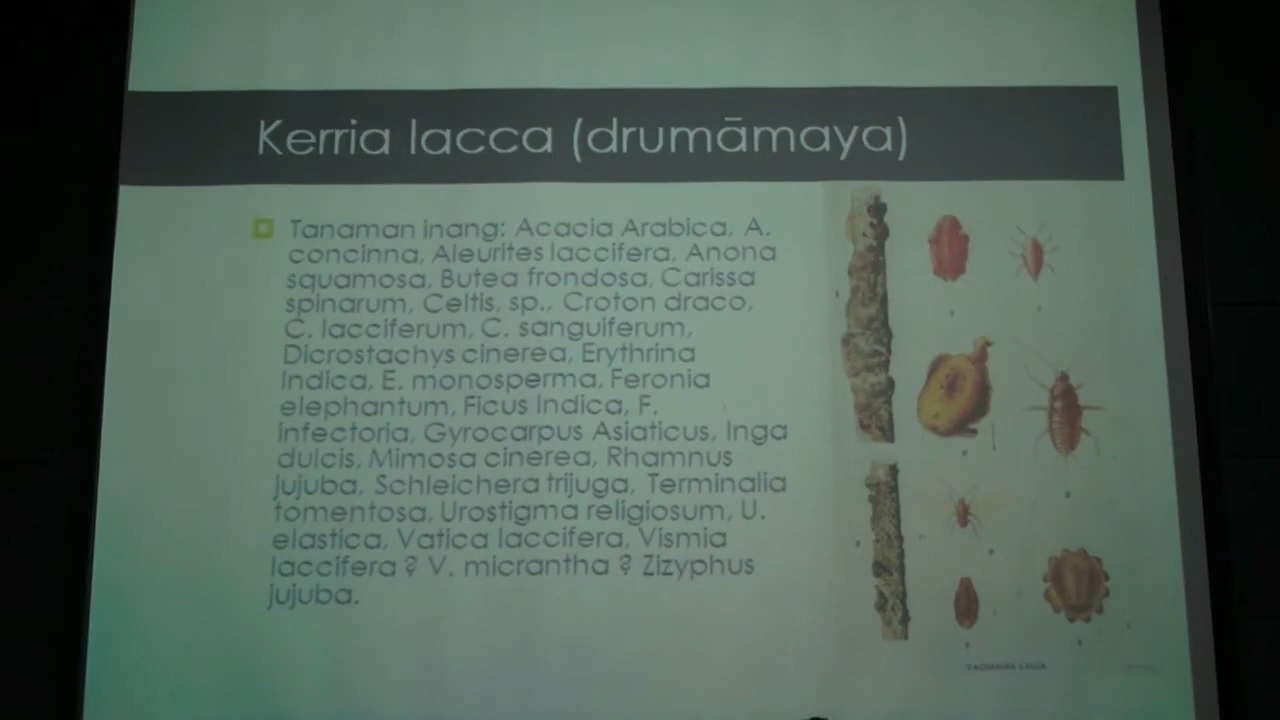 Kerria lacca (drumāmaya)
Tanaman inang: Acacia Arabica, A.
concinna, Aleurites laccifera, Anona
squamosa, Butea frondosa, Carissa
spinarum, Celtis, sp., Croton draco,
C. lacciferum, C. sanguiferum,
Dicrostachys cinerea, Erythrina
Indica, E. monosperma, Feronia
elephantum, Ficus Indica, F.
infectoria, Gyrocarpus Asiaticus, Inga
dulcis, Mimosa cinerea, Rhamnus
jujuba, Schleichera trijuga, Terminalia
tomentosa, Urostigma religiosum, U.
elastica, Vatica laccifera, Vismia
laccifera ? V. micrantha ? Zizyphus
jujuba.